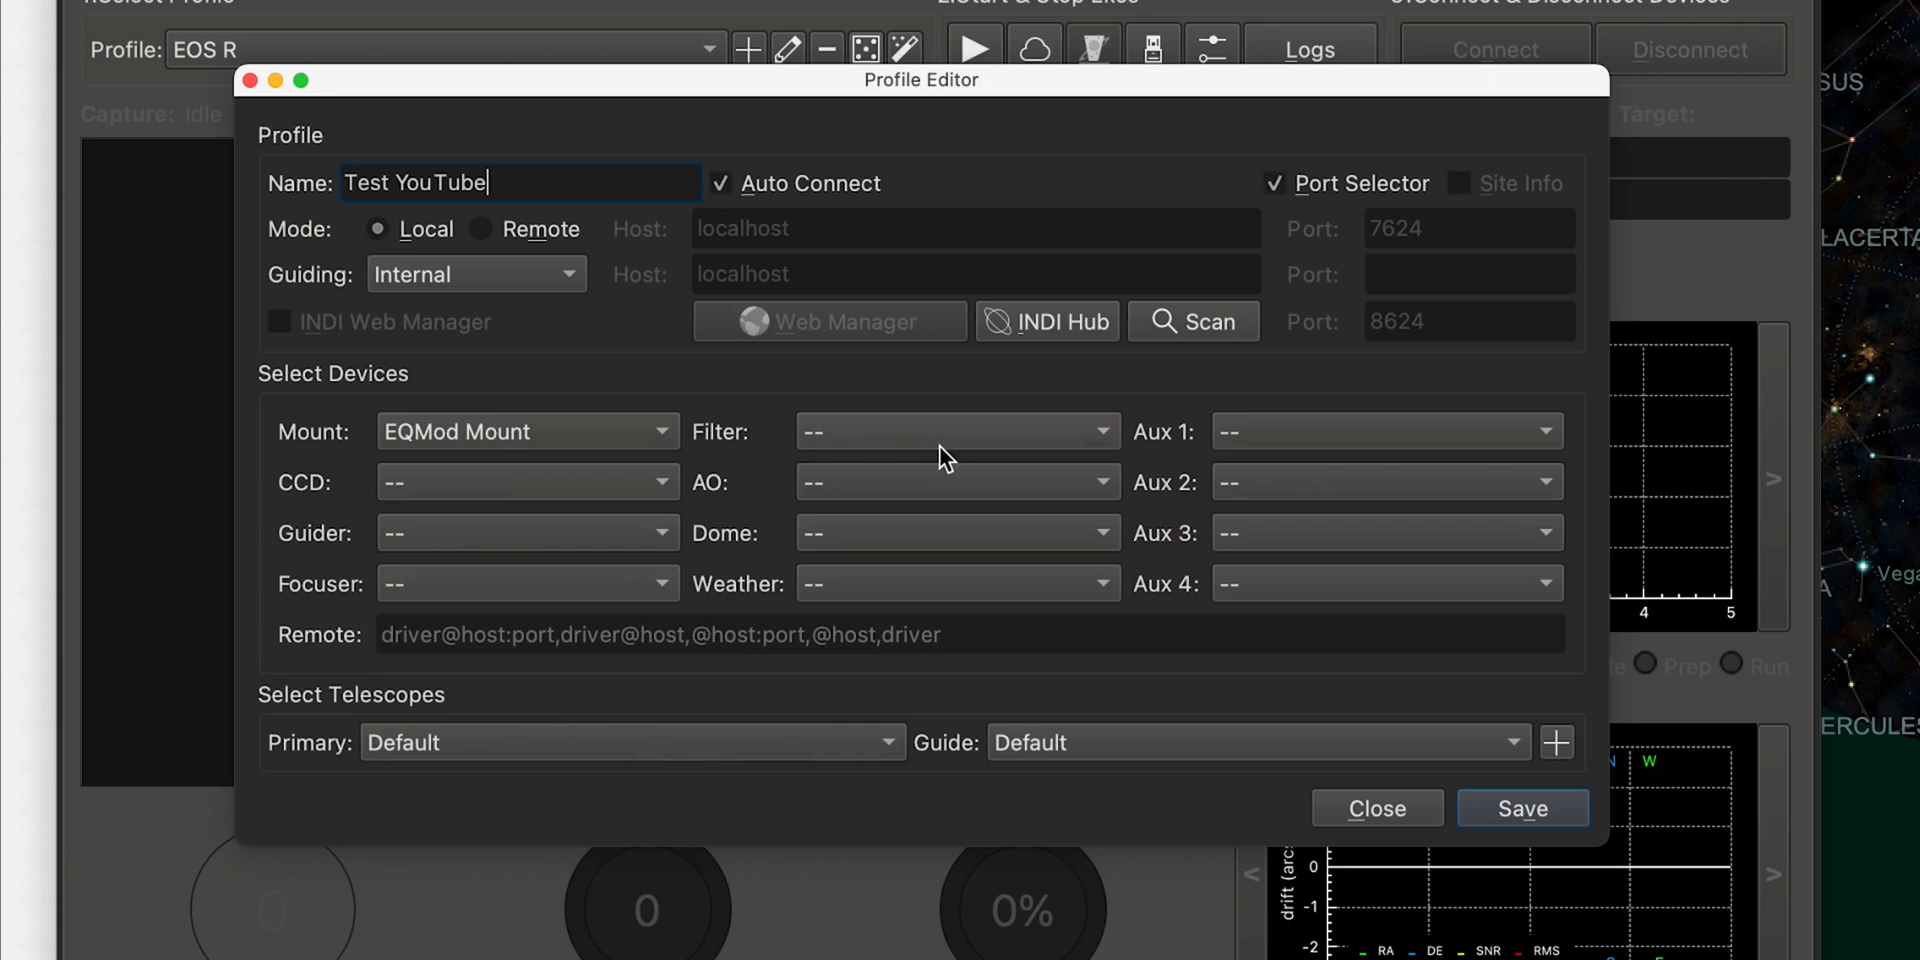 Profile: EOS R Logs Connect Disconnect
Profile Editor
SUS
Capture: Idle
Target:
Profile
Name: Test YouTube Auto Connect Port Selector Site Info
Mode: Local Remote Host: localhost Port: 7624
LACERTA
Guiding: Internal Host: localhost Port:
INDI Web Manager Web Manager INDI Hub Scan Port: 8624
Select Devices
Mount: EQMod Mount Filter: -- Aux 1: --
CCD: -- AO: -- Aux 2: --
>
Guider: -- Dome: -- Aux 3: --
Focuser: -- Weather: -- Aux 4: --
Vega
4 5
Remote: driver@host:port,driver@host,@host:port,@host,driver
Prep Run
Select Telescopes
ERCULES
Primary: Default Guide: Default
W
Close Save
0
< >
0 0 0%
drift (arcs
-1
-2
RA DE SNR RMS